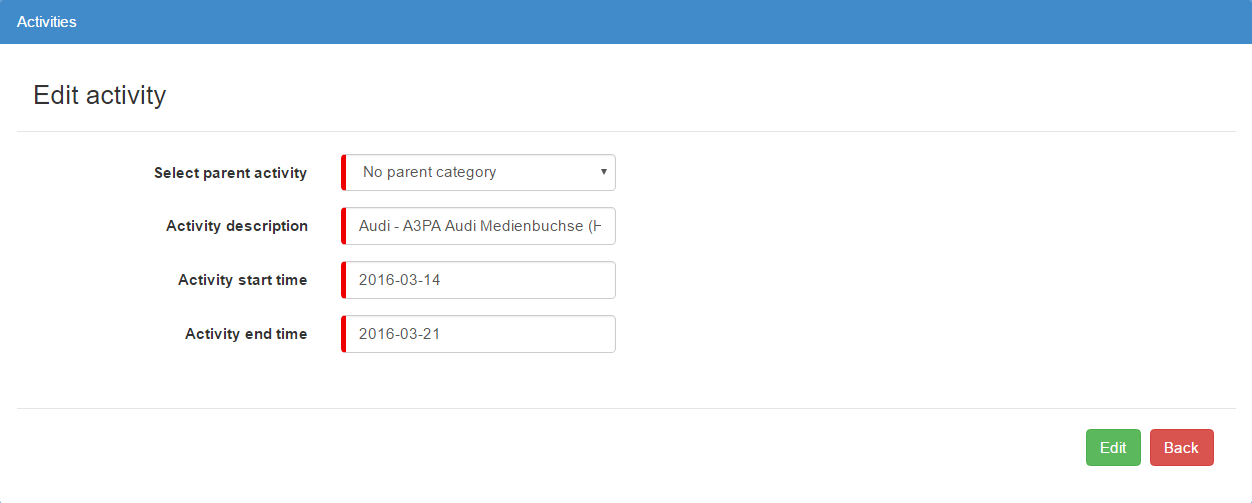 Activities
Edit activity
Select parent activity No parent category
Activity description Audi - A3PA Audi Medienbuchse (H
Activity start time 2016-03-14
Activity end time 2016-03-21
Edit Back